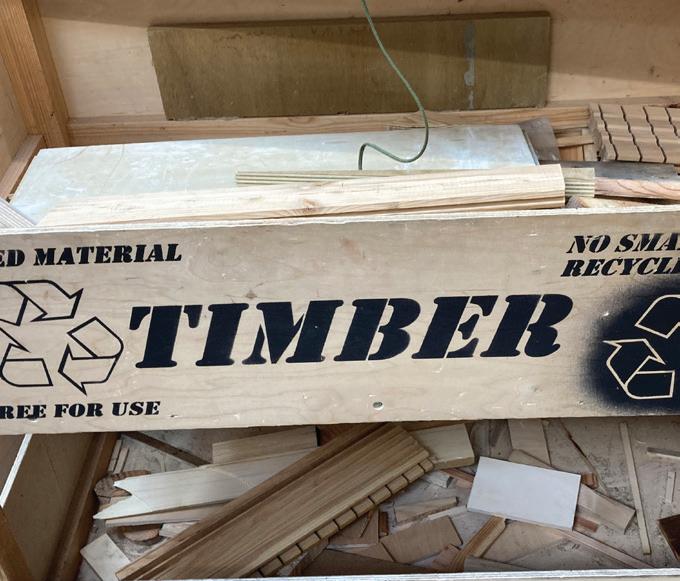 ED MATERIAL
NO SMA
RECYCL
TIMBER
REE FOR USE